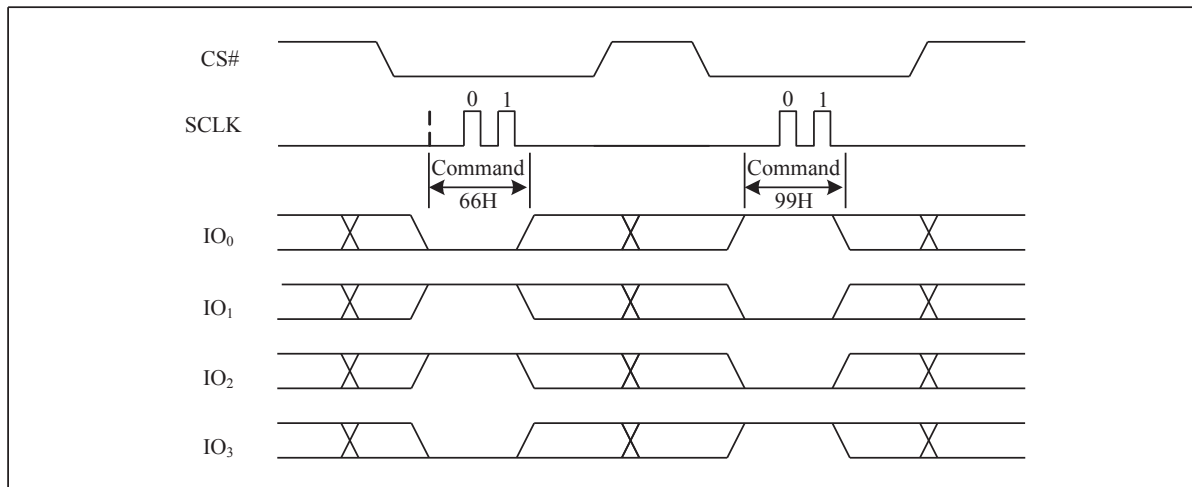 CS#
SCLK
0 1
0 1
Command
66H
Command
99H
IO0
IO1
IO2
IO3